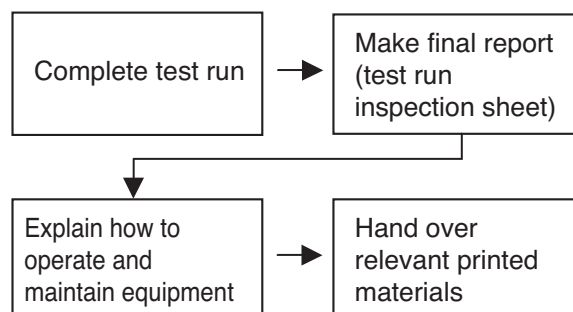 Complete test run
Make final report
(test run
inspection sheet)
Explain how to
operate and
maintain equipment
Hand over
relevant printed
materials